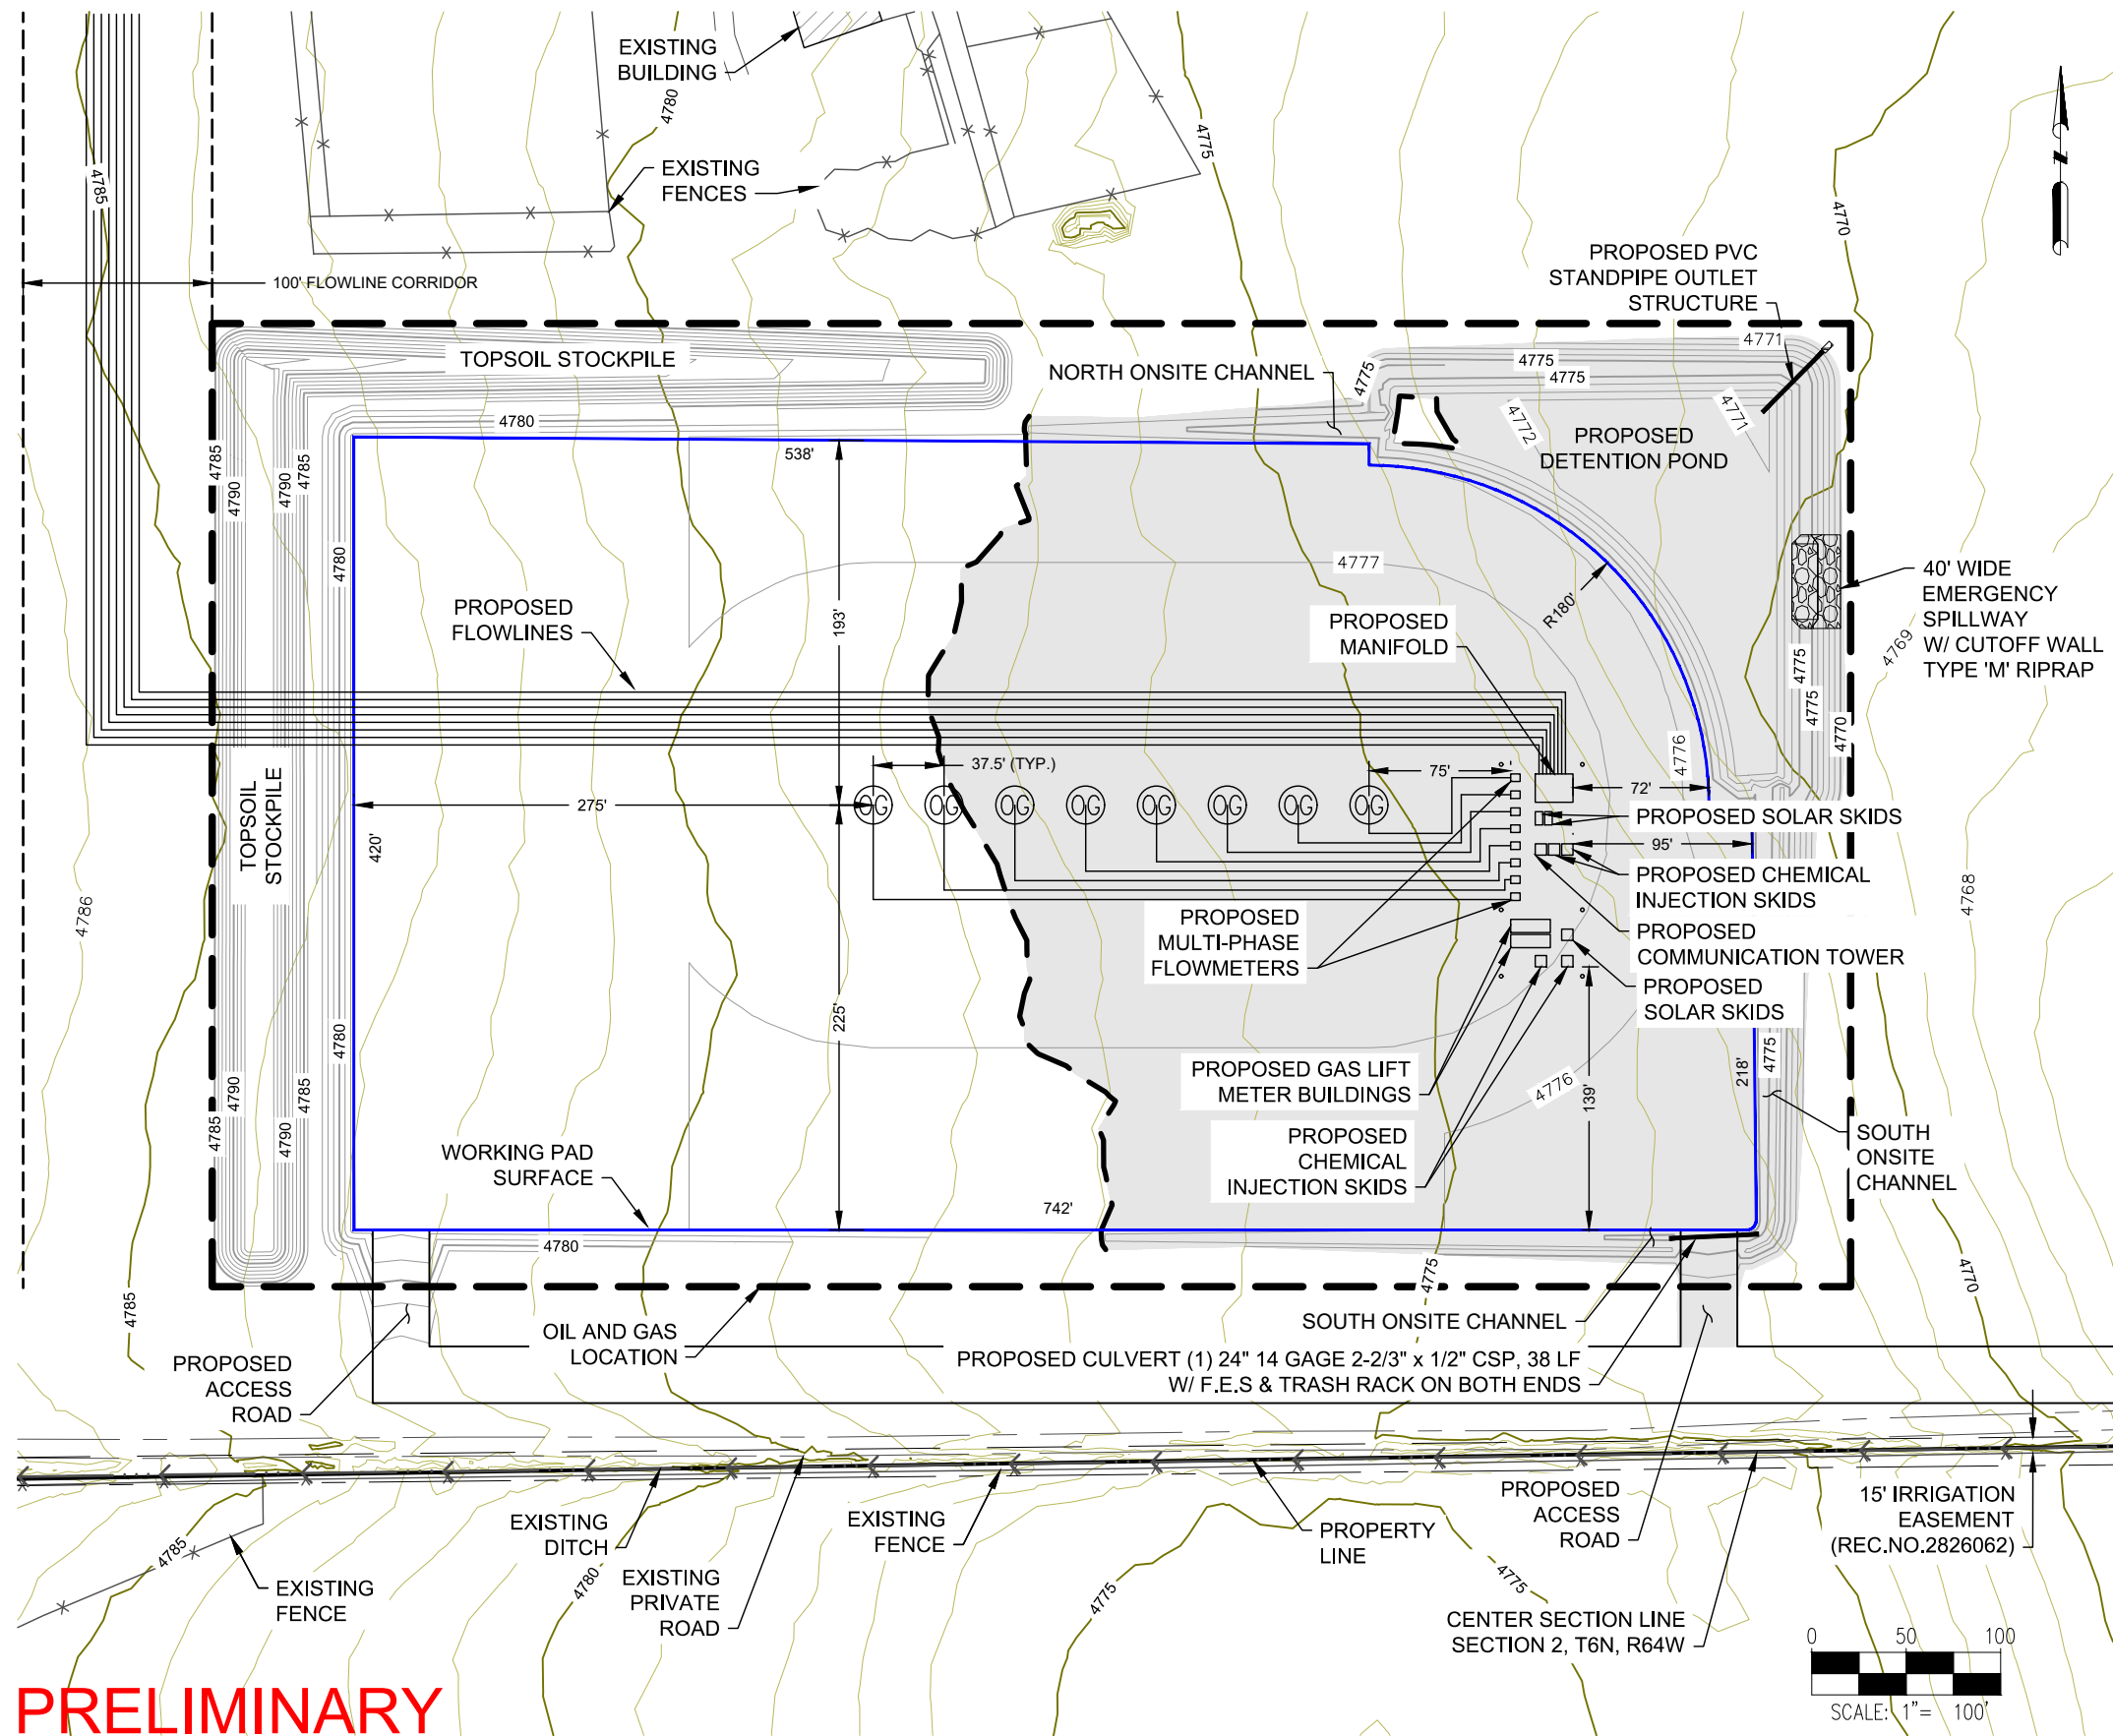 EXISTING
BUILDING
4780
4775
4785
EXISTING
FENCES
4770
N
100' FLOWLINE CORRIDOR
PROPOSED PVC
STANDPIPE OUTLET
STRUCTURE
4771
TOPSOIL STOCKPILE
NORTH ONSITE CHANNEL
4775
4775
4775
4780
4772
4771
PROPOSED
DETENTION POND
538'
4785
4790
4790
4785
4780
4777
R180'
40' WIDE
EMERGENCY
SPILLWAY
W/ CUTOFF WALL
TYPE 'M' RIPRAP
4769
PROPOSED
FLOWLINES
193'
PROPOSED
MANIFOLD
4775
4775
4770
4776
37.5' (TYP.)
75'
72'
275'
OG
OG
OG
OG
OG
OG
OG
OG
TOPSOIL
STOCKPILE
420'
PROPOSED SOLAR SKIDS
95'
PROPOSED CHEMICAL
INJECTION SKIDS
4786
4768
PROPOSED
MULTI-PHASE
FLOWMETERS
PROPOSED
COMMUNICATION TOWER
PROPOSED
SOLAR SKIDS
225'
4780
4785
4790
4790
4785
PROPOSED GAS LIFT
METER BUILDINGS
4776
139'
218'
4775
PROPOSED
CHEMICAL
INJECTION SKIDS
SOUTH
ONSITE
CHANNEL
WORKING PAD
SURFACE
742'
4780
4775
4770
4785
OIL AND GAS
LOCATION
SOUTH ONSITE CHANNEL
PROPOSED CULVERT (1) 24" 14 GAGE 2-2/3" x 1/2" CSP, 38 LF
W/ F.E.S & TRASH RACK ON BOTH ENDS
PROPOSED
ACCESS
ROAD
EXISTING
DITCH
EXISTING
FENCE
PROPERTY
LINE
PROPOSED
ACCESS
ROAD
15' IRRIGATION
EASEMENT
(REC.NO.2826062)
4785
EXISTING
FENCE
EXISTING
PRIVATE
ROAD
4780
4775
4775
CENTER SECTION LINE
SECTION 2, T6N, R64W
0 50 100
SCALE: 1"= 100'
PRELIMINARY